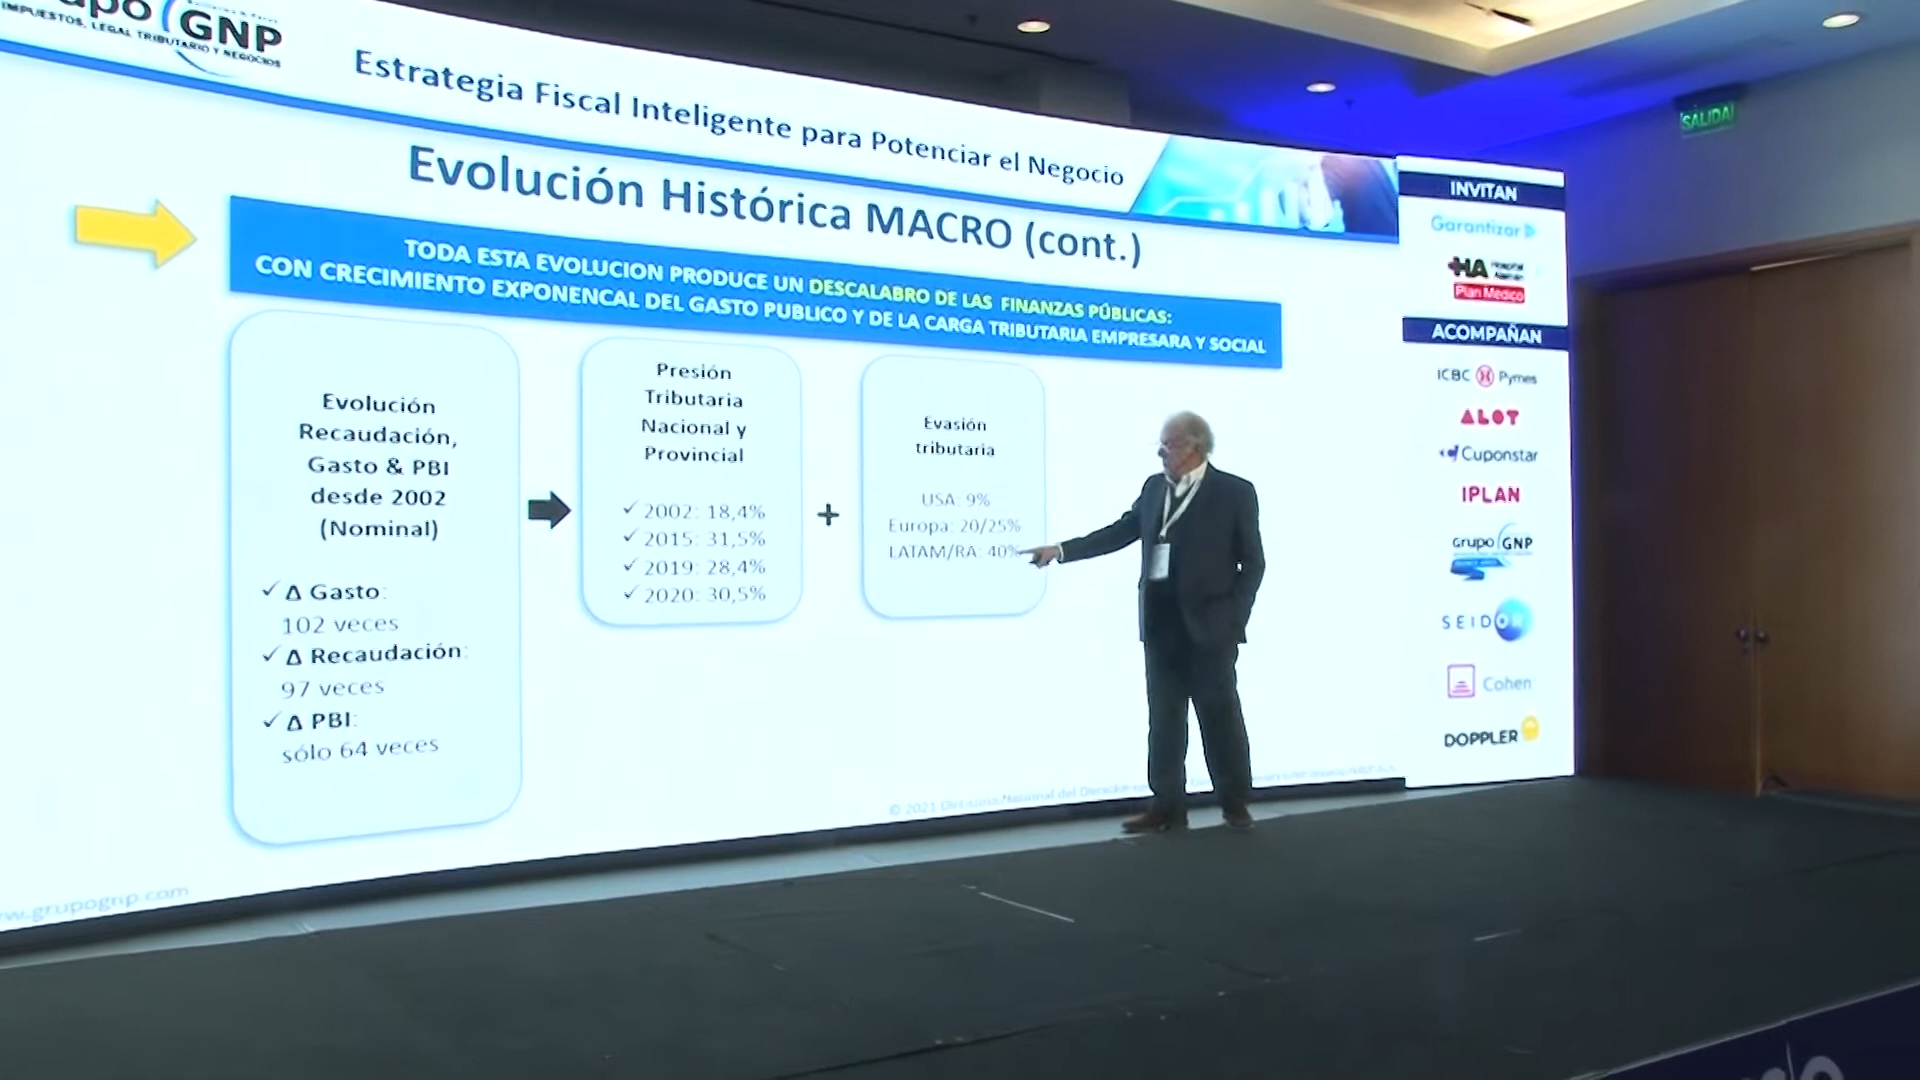 GNP
IMPUESTOS, LEGAL TRIBUTARIO Y NEGOCIOS
Estrategia Fiscal Inteligente para Potenciar el Negocio
Evolución Histórica MACRO (cont.)
TODA ESTA EVOLUCION PRODUCE UN DESCALABRO DE LAS FINANZAS PÚBLICAS:
CON CRECIMIENTO EXPONENCAL DEL GASTO PUBLICO Y DE LA CARGA TRIBUTARIA EMPRESARA Y SOCIAL
Evolución
Recaudación,
Gasto & PBI
desde 2002
(Nominal)
✓ Δ Gasto:
102 veces
✓ Δ Recaudación:
97 veces
✓ Δ PBI:
sólo 64 veces
Presión
Tributaria
Nacional y
Provincial
✓ 2002: 18,4%
✓ 2015: 31,5%
✓ 2019: 28,4%
✓ 2020: 30,5%
+
Evasión
tributaria
USA: 9%
Europa: 20/25%
LATAM/RA: 40%
© 2021
www.grupognp.com
INVITAN
Garantizar
HA Hospital Alemán
Plan Médico
ACOMPAÑAN
ICBC Pymes
ALOT
Cuponstar
IPLAN
Grupo GNP
SEIDOR
Cohen
DOPPLER
SALIDA